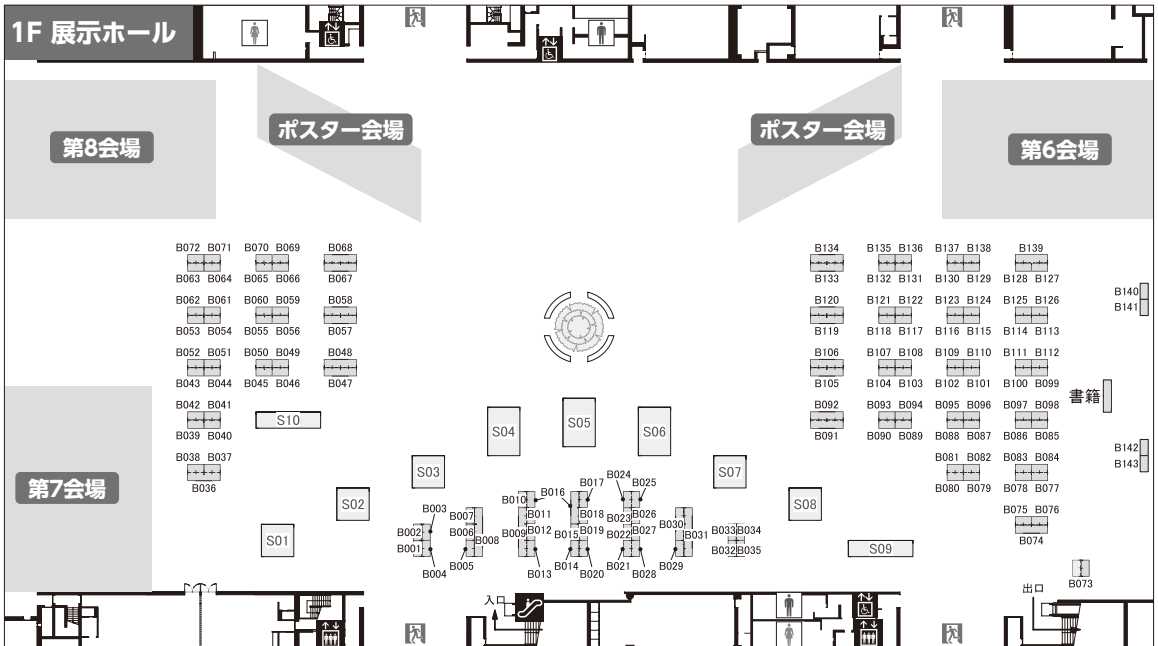 1F 展示ホール
ポスター会場
ポスター会場
第8会場
第6会場
B072 B071 B070 B069 B068
B063 B064 B065 B066 B067
B062 B061 B060 B059 B058
B053 B054 B055 B056 B057
B052 B051 B050 B049 B048
B043 B044 B045 B046 B047
B042 B041
B039 B040
S10
B038 B037
B036
第7会場
B134 B135 B136 B137 B138 B139
B133 B132 B131 B130 B129 B128 B127
B120 B121 B122 B123 B124 B125 B126
B119 B118 B117 B116 B115 B114 B113
B106 B107 B108 B109 B110 B111 B112
B105 B104 B103 B102 B101 B100 B099
B092 B093 B094 B095 B096 B097 B098
B091 B090 B089 B088 B087 B086 B085
B081 B082 B083 B084
B080 B079 B078 B077
B075 B076
B074
B073
B140
B141
書籍
B142
B143
S01
S02
S03
S04
S05
S06
S07
S08
S09
B003
B002
B001
B004
B007
B006
B008
B005
B010
B016
B011
B009
B012
B013
B017
B018
B015
B019
B014
B020
B024
B025
B023
B026
B022
B027
B021
B028
B030
B031
B029
B033 B034
B032 B035
入口
出口